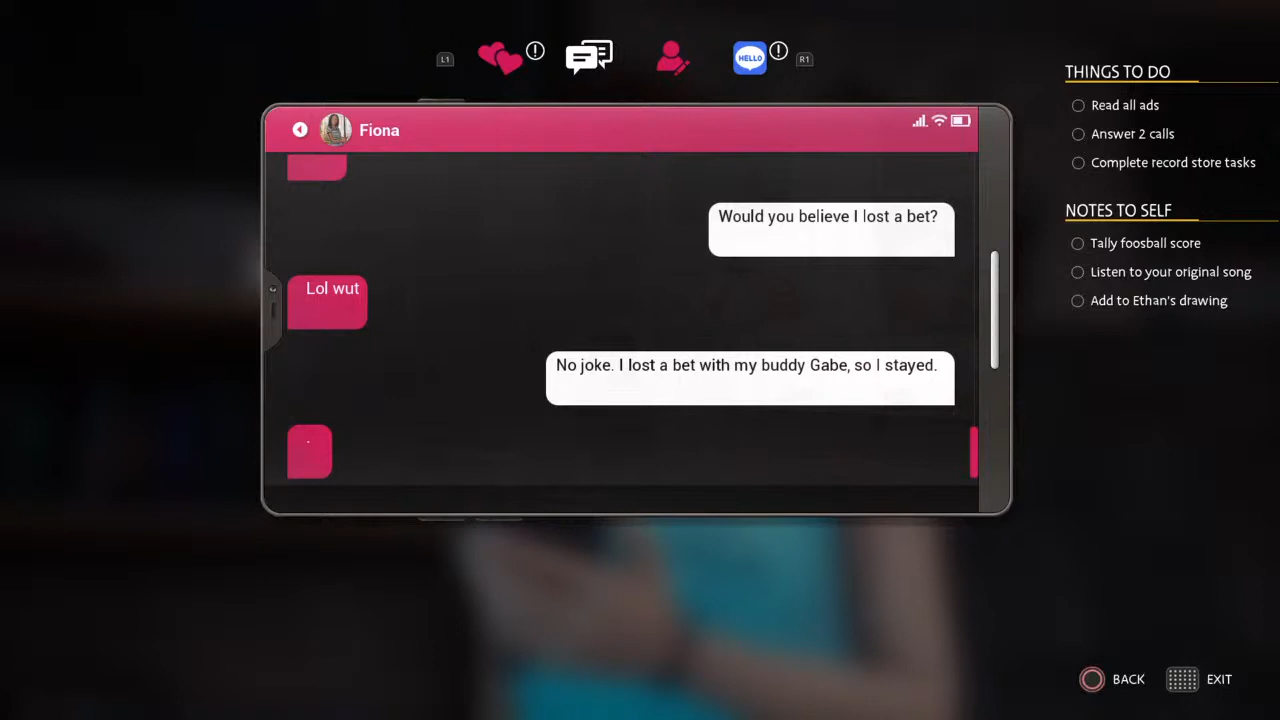 L1
HELLO
R1
Fiona
Would you believe I lost a bet?
Lol wut
No joke. I lost a bet with my buddy Gabe, so I stayed.
THINGS TO DO
Read all ads
Answer 2 calls
Complete record store tasks
NOTES TO SELF
Tally foosball score
Listen to your original song
Add to Ethan's drawing
BACK
EXIT